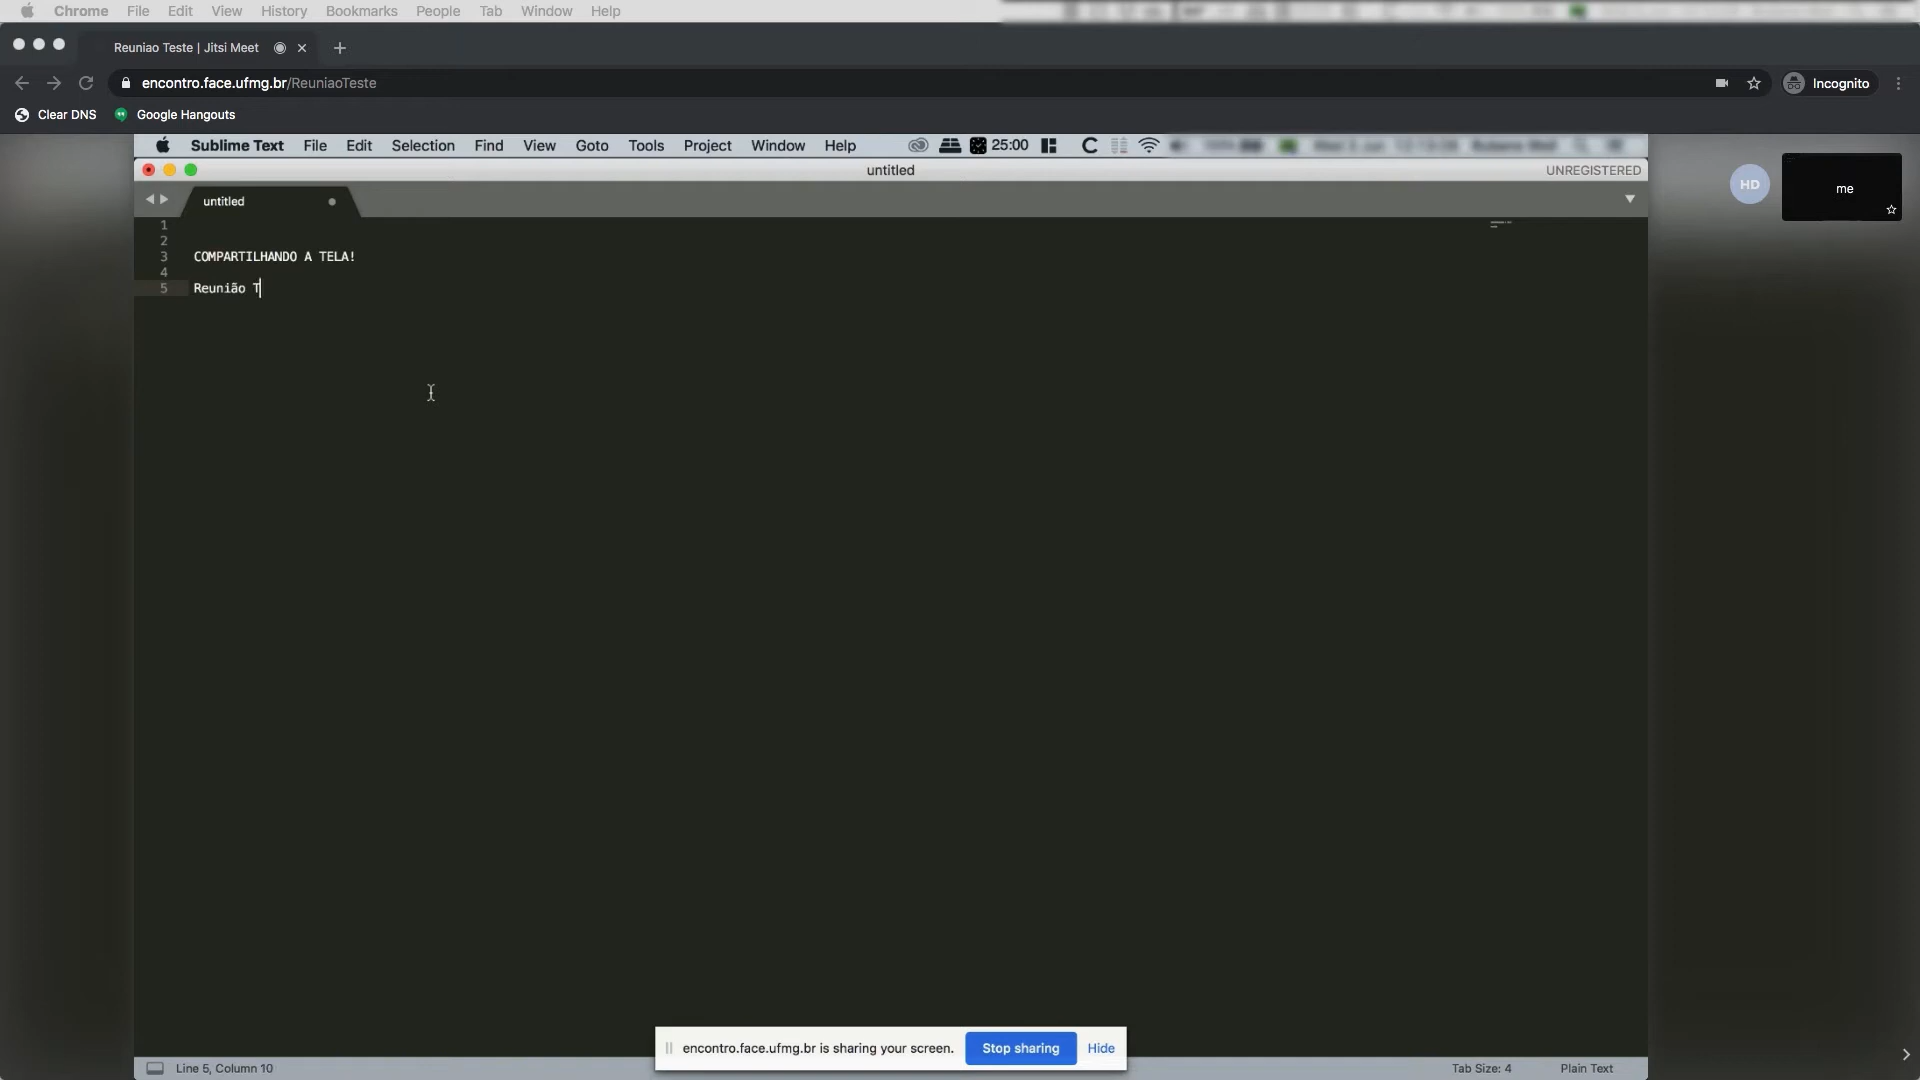 Chrome File Edit View History Bookmarks People Tab Window Help
Reuniao Teste | Jitsi Meet
encontro.face.ufmg.br/ReuniaoTeste
Incognito
Clear DNS Google Hangouts
Sublime Text File Edit Selection Find View Goto Tools Project Window Help 25:00
untitled UNREGISTERED
untitled
HD
me
1
2
3 COMPARTILHANDO A TELA!
4
5 Reunião T
encontro.face.ufmg.br is sharing your screen. Stop sharing Hide
Line 5, Column 10 Tab Size: 4 Plain Text